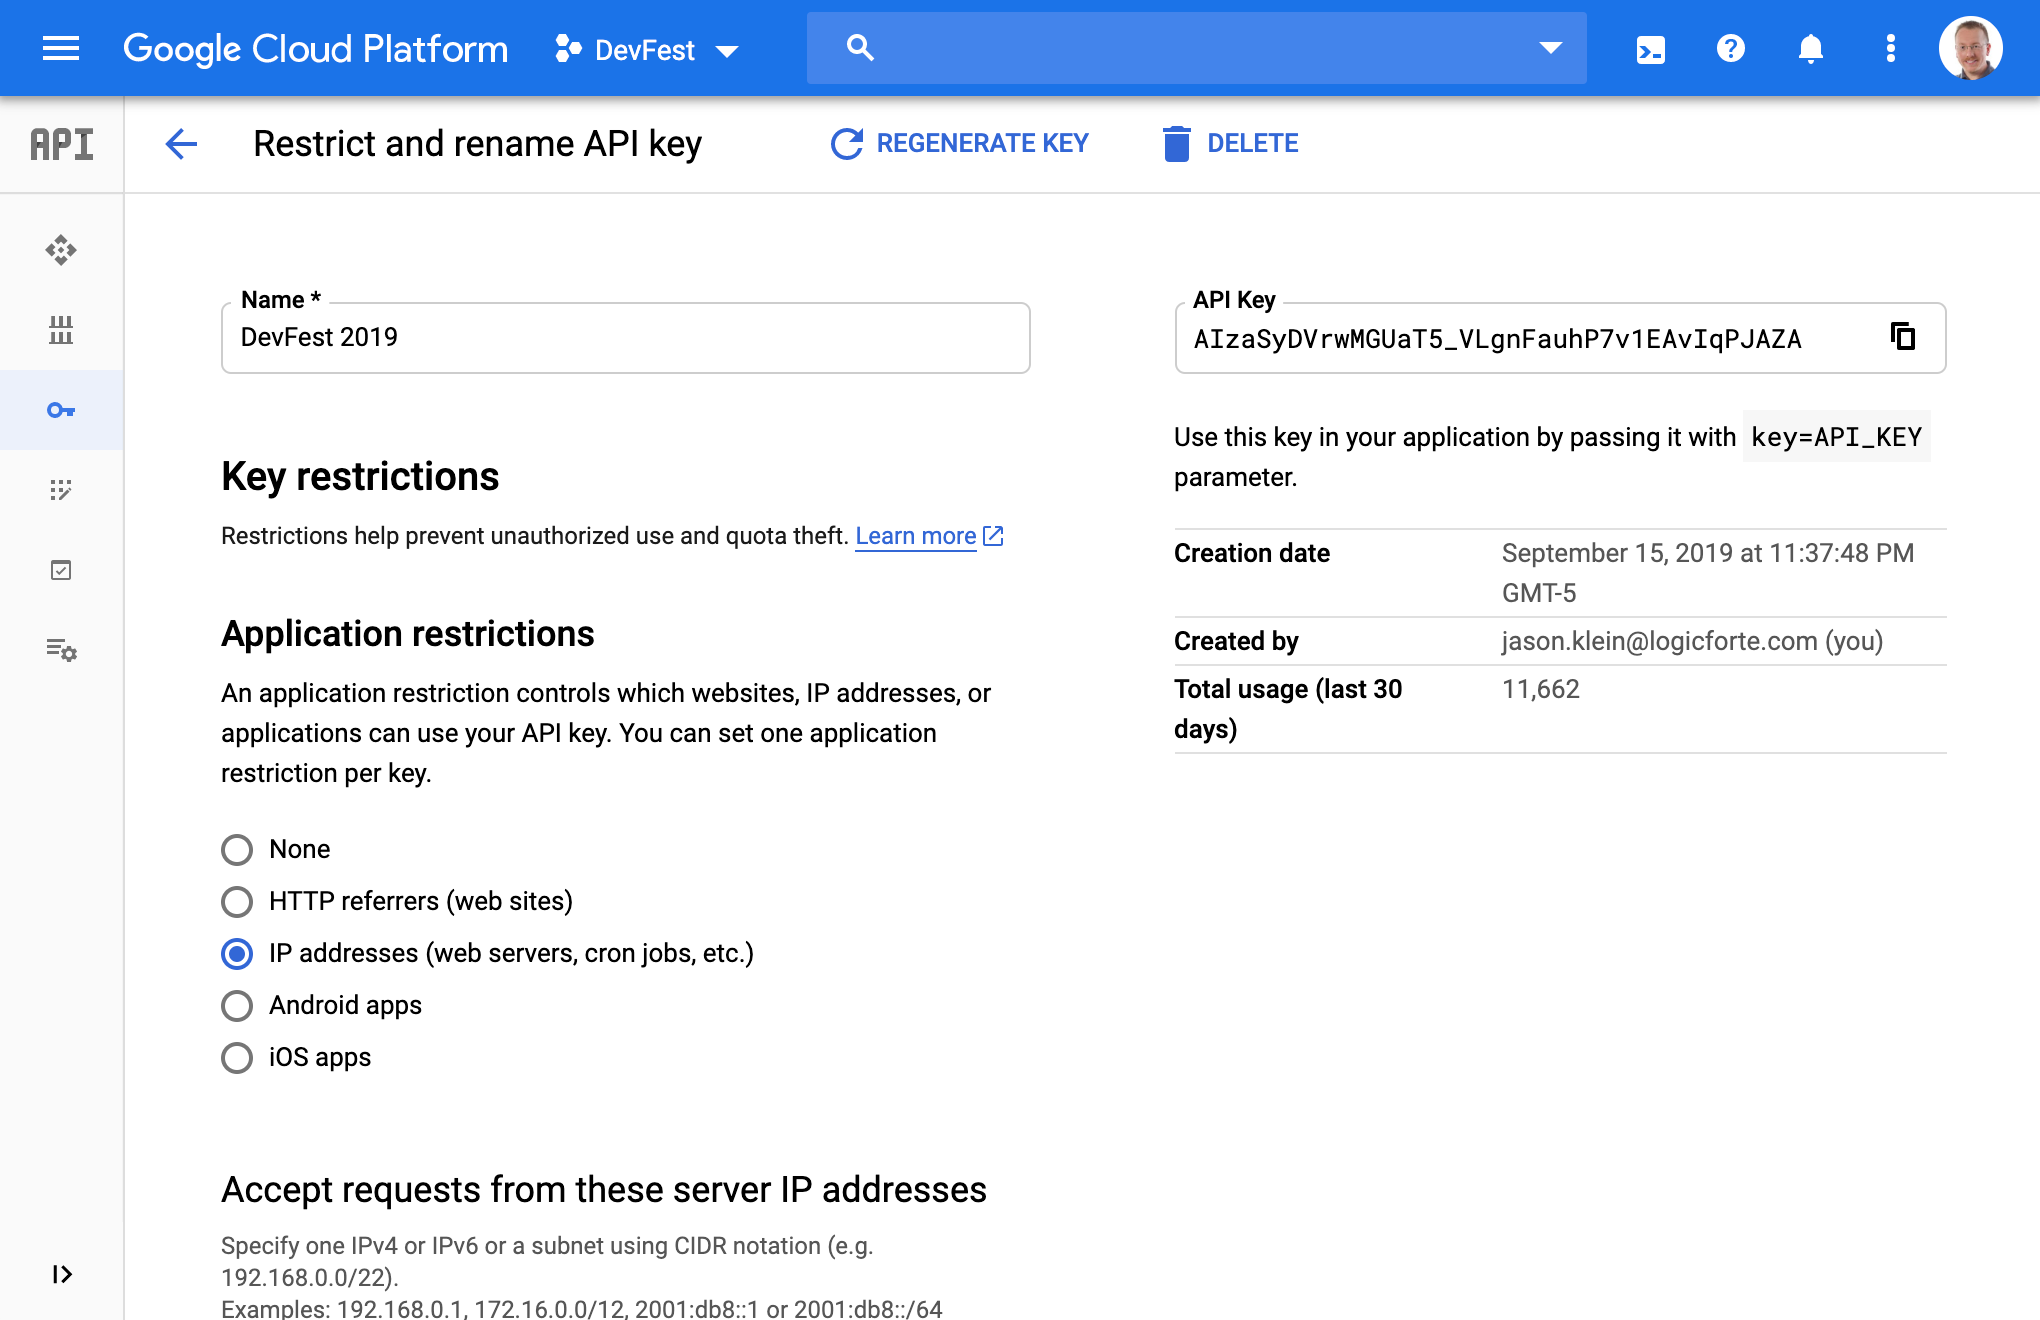 Google Cloud Platform
DevFest
API
Restrict and rename API key
REGENERATE KEY
DELETE
Name *
DevFest 2019
Key restrictions
Restrictions help prevent unauthorized use and quota theft. Learn more
Application restrictions
An application restriction controls which websites, IP addresses, or
applications can use your API key. You can set one application
restriction per key.
None
HTTP referrers (web sites)
IP addresses (web servers, cron jobs, etc.)
Android apps
iOS apps
Accept requests from these server IP addresses
Specify one IPv4 or IPv6 or a subnet using CIDR notation (e.g.
192.168.0.0/22).
Examples: 192.168.0.1, 172.16.0.0/12, 2001:db8::1 or 2001:db8::/64
API Key
AIzaSyDVrwMGUaT5_VLgnFauhP7v1EAvIqPJAZA
Use this key in your application by passing it with key=API_KEY
parameter.
Creation date
September 15, 2019 at 11:37:48 PM
GMT-5
Created by
jason.klein@logicforte.com (you)
Total usage (last 30
days)
11,662